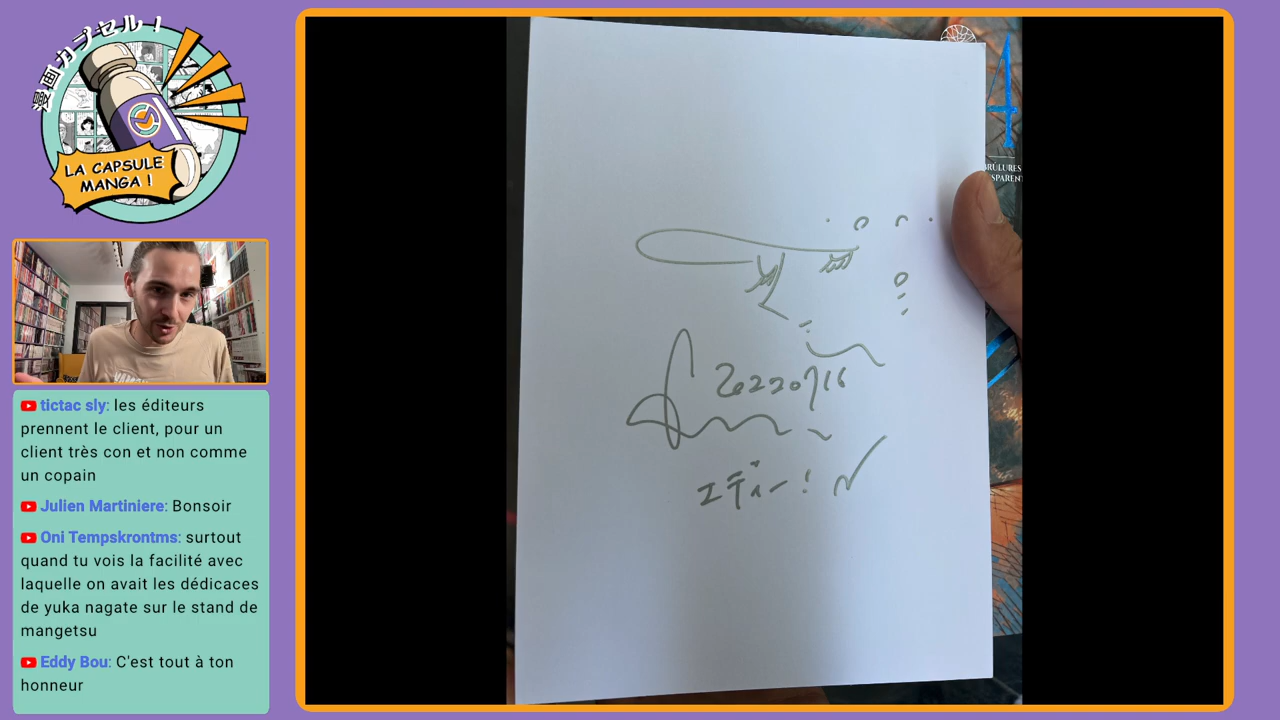 漫画カプセル!
LA CAPSULE
MANGA !
tictac sly: les éditeurs
prennent le client, pour un
client très con et non comme
un copain
Julien Martiniere: Bonsoir
Oni Tempskrontms: surtout
quand tu vois la facilité avec
laquelle on avait les dédicaces
de yuka nagate sur le stand de
mangetsu
Eddy Bou: C'est tout à ton
honneur
4
BRÛLURES
20220716
エディー!